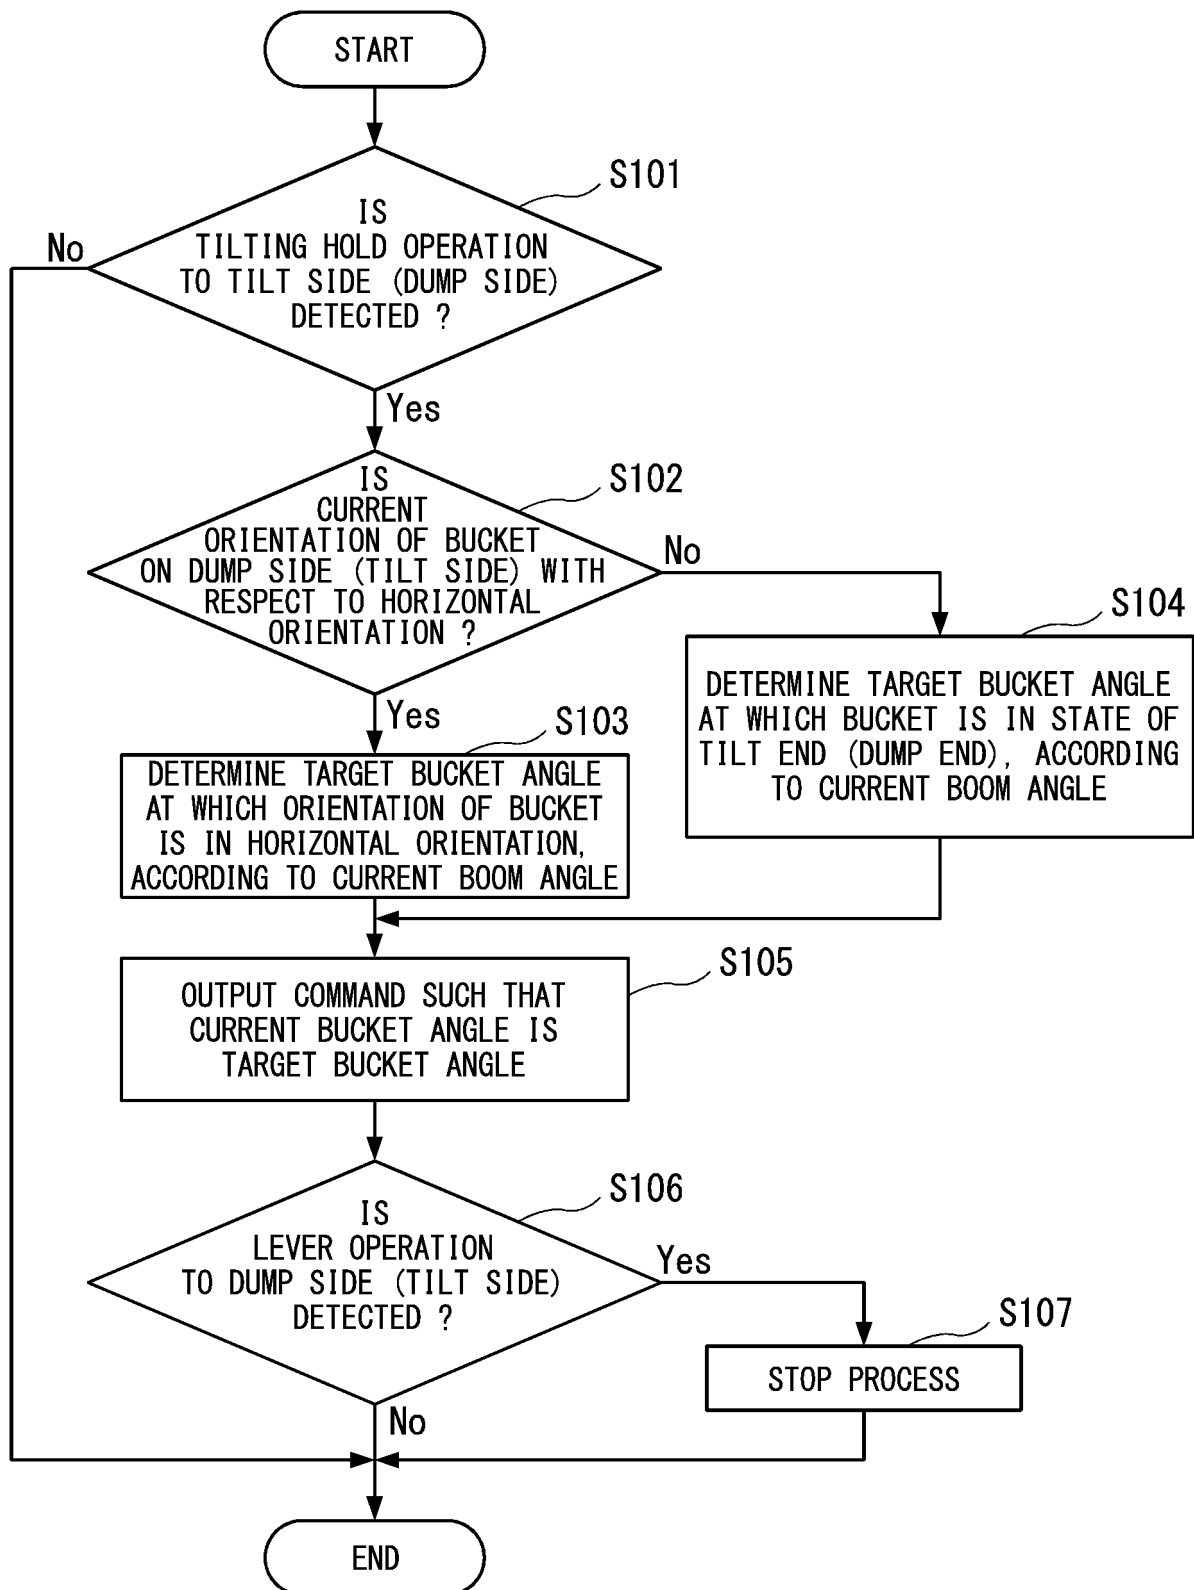 START
S101
IS
TILTING HOLD OPERATION
TO TILT SIDE (DUMP SIDE)
DETECTED ?
No
Yes
S102
IS
CURRENT
ORIENTATION OF BUCKET
ON DUMP SIDE (TILT SIDE) WITH
RESPECT TO HORIZONTAL
ORIENTATION ?
No
Yes
S104
DETERMINE TARGET BUCKET ANGLE
AT WHICH BUCKET IS IN STATE OF
TILT END (DUMP END), ACCORDING
TO CURRENT BOOM ANGLE
S103
DETERMINE TARGET BUCKET ANGLE
AT WHICH ORIENTATION OF BUCKET
IS IN HORIZONTAL ORIENTATION,
ACCORDING TO CURRENT BOOM ANGLE
S105
OUTPUT COMMAND SUCH THAT
CURRENT BUCKET ANGLE IS
TARGET BUCKET ANGLE
S106
IS
LEVER OPERATION
TO DUMP SIDE (TILT SIDE)
DETECTED ?
Yes
S107
STOP PROCESS
No
END